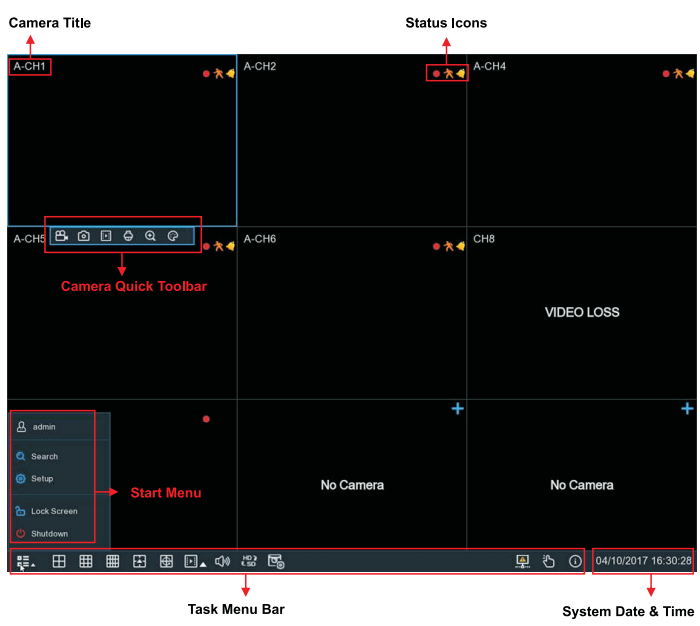 Camera Title
Status Icons
A-CH1
A-CH2
A-CH4
A-CH5
A-CH6
CH8
Camera Quick Toolbar
VIDEO LOSS
admin
Search
Setup
Start Menu
No Camera
No Camera
Lock Screen
Shutdown
HD
SD
04/10/2017 16:30:28
Task Menu Bar
System Date & Time